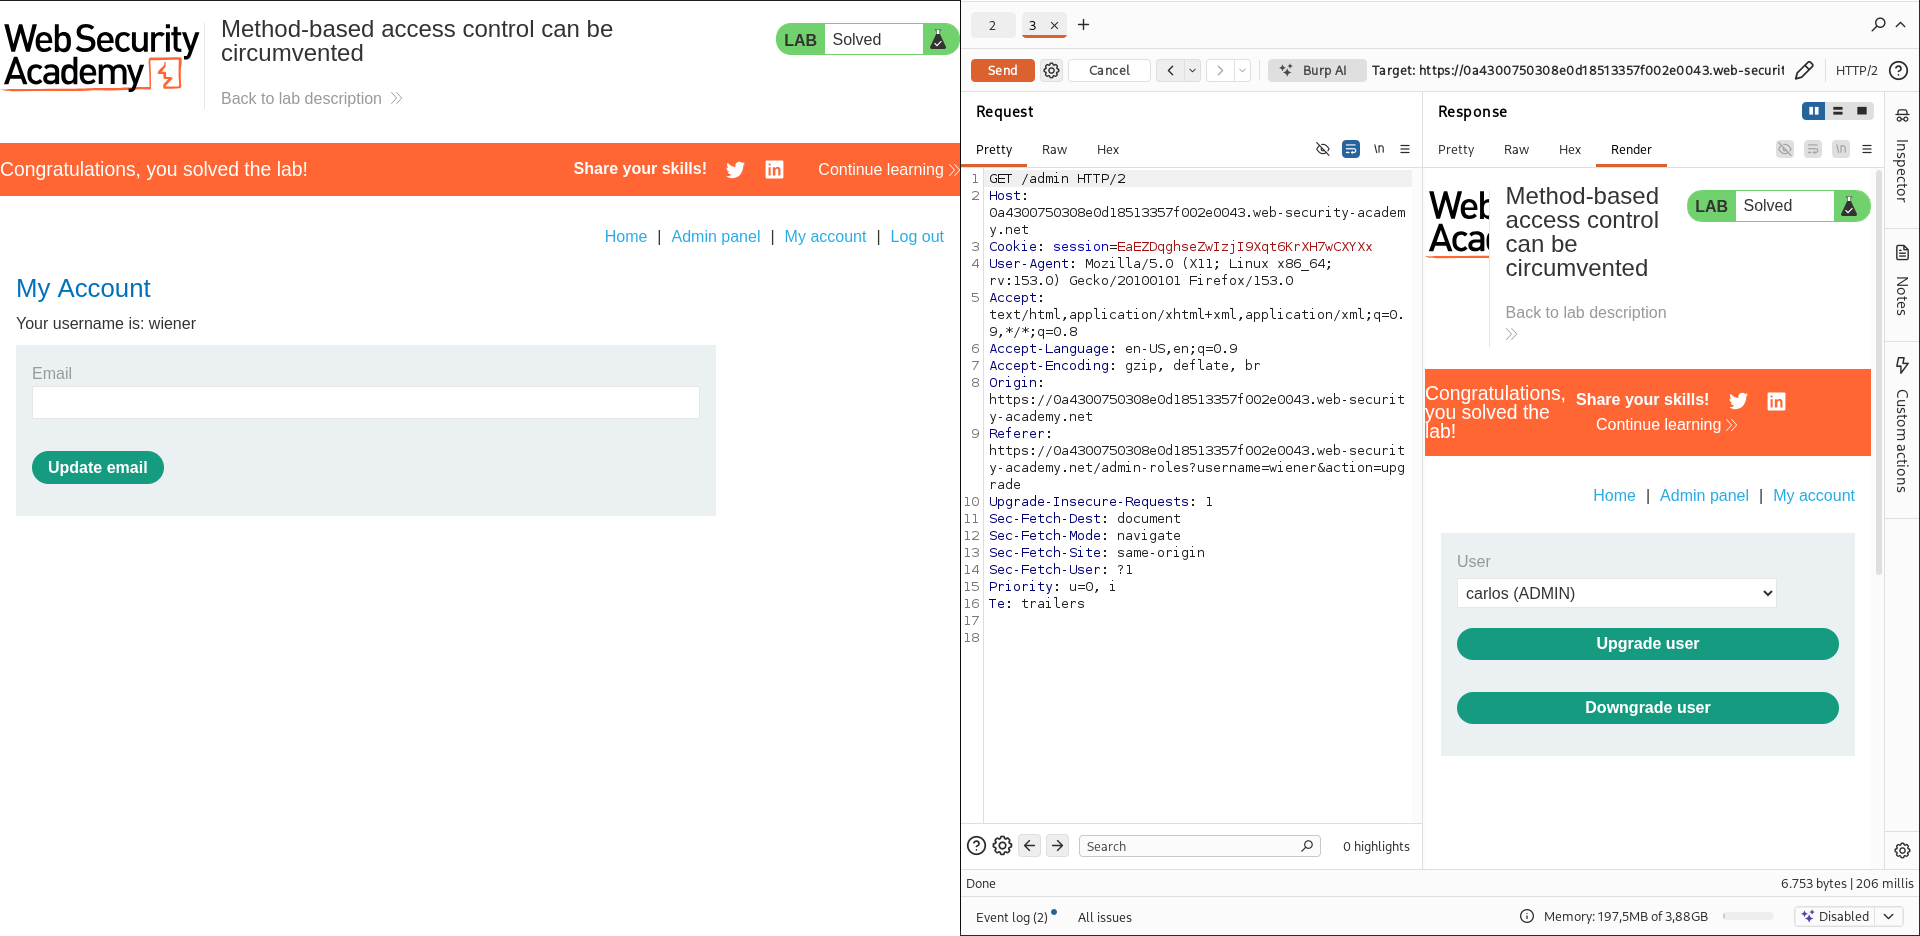 Web Security
Academy
Method-based access control can be
circumvented
Back to lab description
LAB Solved
Congratulations, you solved the lab!
Share your skills!
Continue learning
Home | Admin panel | My account | Log out
My Account
Your username is: wiener
Email
Update email
2 3 × +
Send
Cancel
Burp AI
Target: https://0a4300750308e0d18513357f002e0043.web-securit
HTTP/2
Request
Pretty Raw Hex
\n
1 GET /admin HTTP/2
2 Host:
0a4300750308e0d18513357f002e0043.web-security-academ
y.net
3 Cookie: session=EaEZDqghseZwIzjI9Xqt6KrXH7wCXYXx
4 User-Agent: Mozilla/5.0 (X11; Linux x86_64;
rv:153.0) Gecko/20100101 Firefox/153.0
5 Accept:
text/html,application/xhtml+xml,application/xml;q=0.
9,*/*;q=0.8
6 Accept-Language: en-US,en;q=0.9
7 Accept-Encoding: gzip, deflate, br
8 Origin:
https://0a4300750308e0d18513357f002e0043.web-securit
y-academy.net
9 Referer:
https://0a4300750308e0d18513357f002e0043.web-securit
y-academy.net/admin-roles?username=wiener&action=upg
rade
10 Upgrade-Insecure-Requests: 1
11 Sec-Fetch-Dest: document
12 Sec-Fetch-Mode: navigate
13 Sec-Fetch-Site: same-origin
14 Sec-Fetch-User: ?1
15 Priority: u=0, i
16 Te: trailers
17
18
Search
0 highlights
Response
Pretty Raw Hex Render
\n
Web
Aca
Method-based
access control
can be
circumvented
Back to lab description
LAB Solved
Congratulations,
you solved the
lab!
Share your skills!
Continue learning
Home | Admin panel | My account
User
carlos (ADMIN)
Upgrade user
Downgrade user
Inspector
Notes
Custom actions
Done
6.753 bytes | 206 millis
Event log (2)
All issues
Memory: 197,5MB of 3,88GB
Disabled